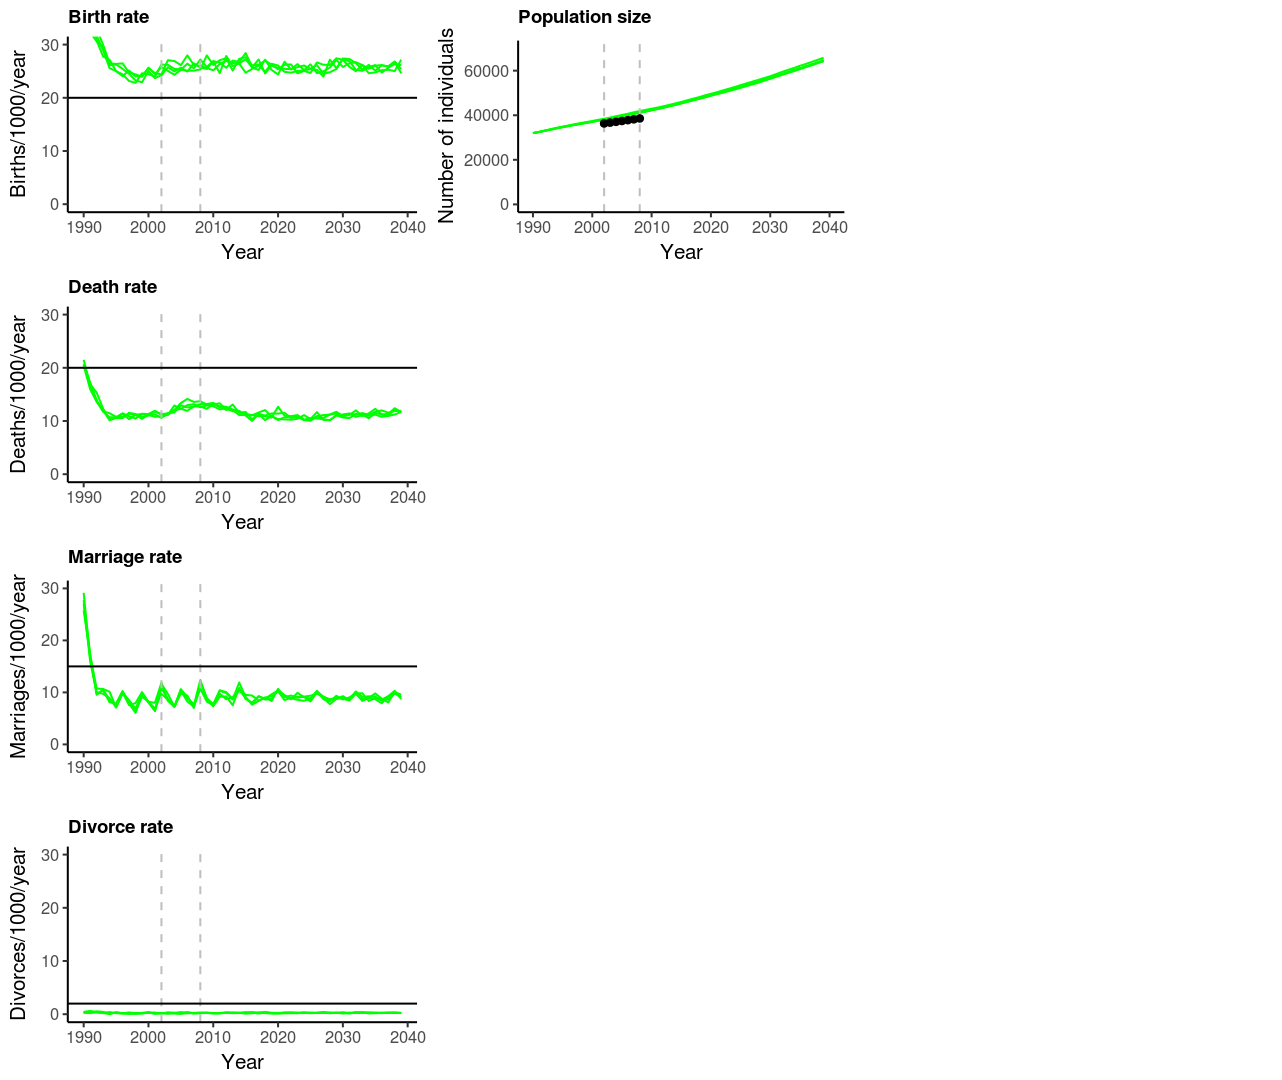 Birth rate
Births/1000/year
30
20
10
0
1990 2000 2010 2020 2030 2040
Year
Population size
Number of individuals
60000
40000
20000
0
1990 2000 2010 2020 2030 2040
Year
Death rate
Deaths/1000/year
30
20
10
0
1990 2000 2010 2020 2030 2040
Year
Marriage rate
Marriages/1000/year
30
20
10
0
1990 2000 2010 2020 2030 2040
Year
Divorce rate
Divorces/1000/year
30
20
10
0
1990 2000 2010 2020 2030 2040
Year